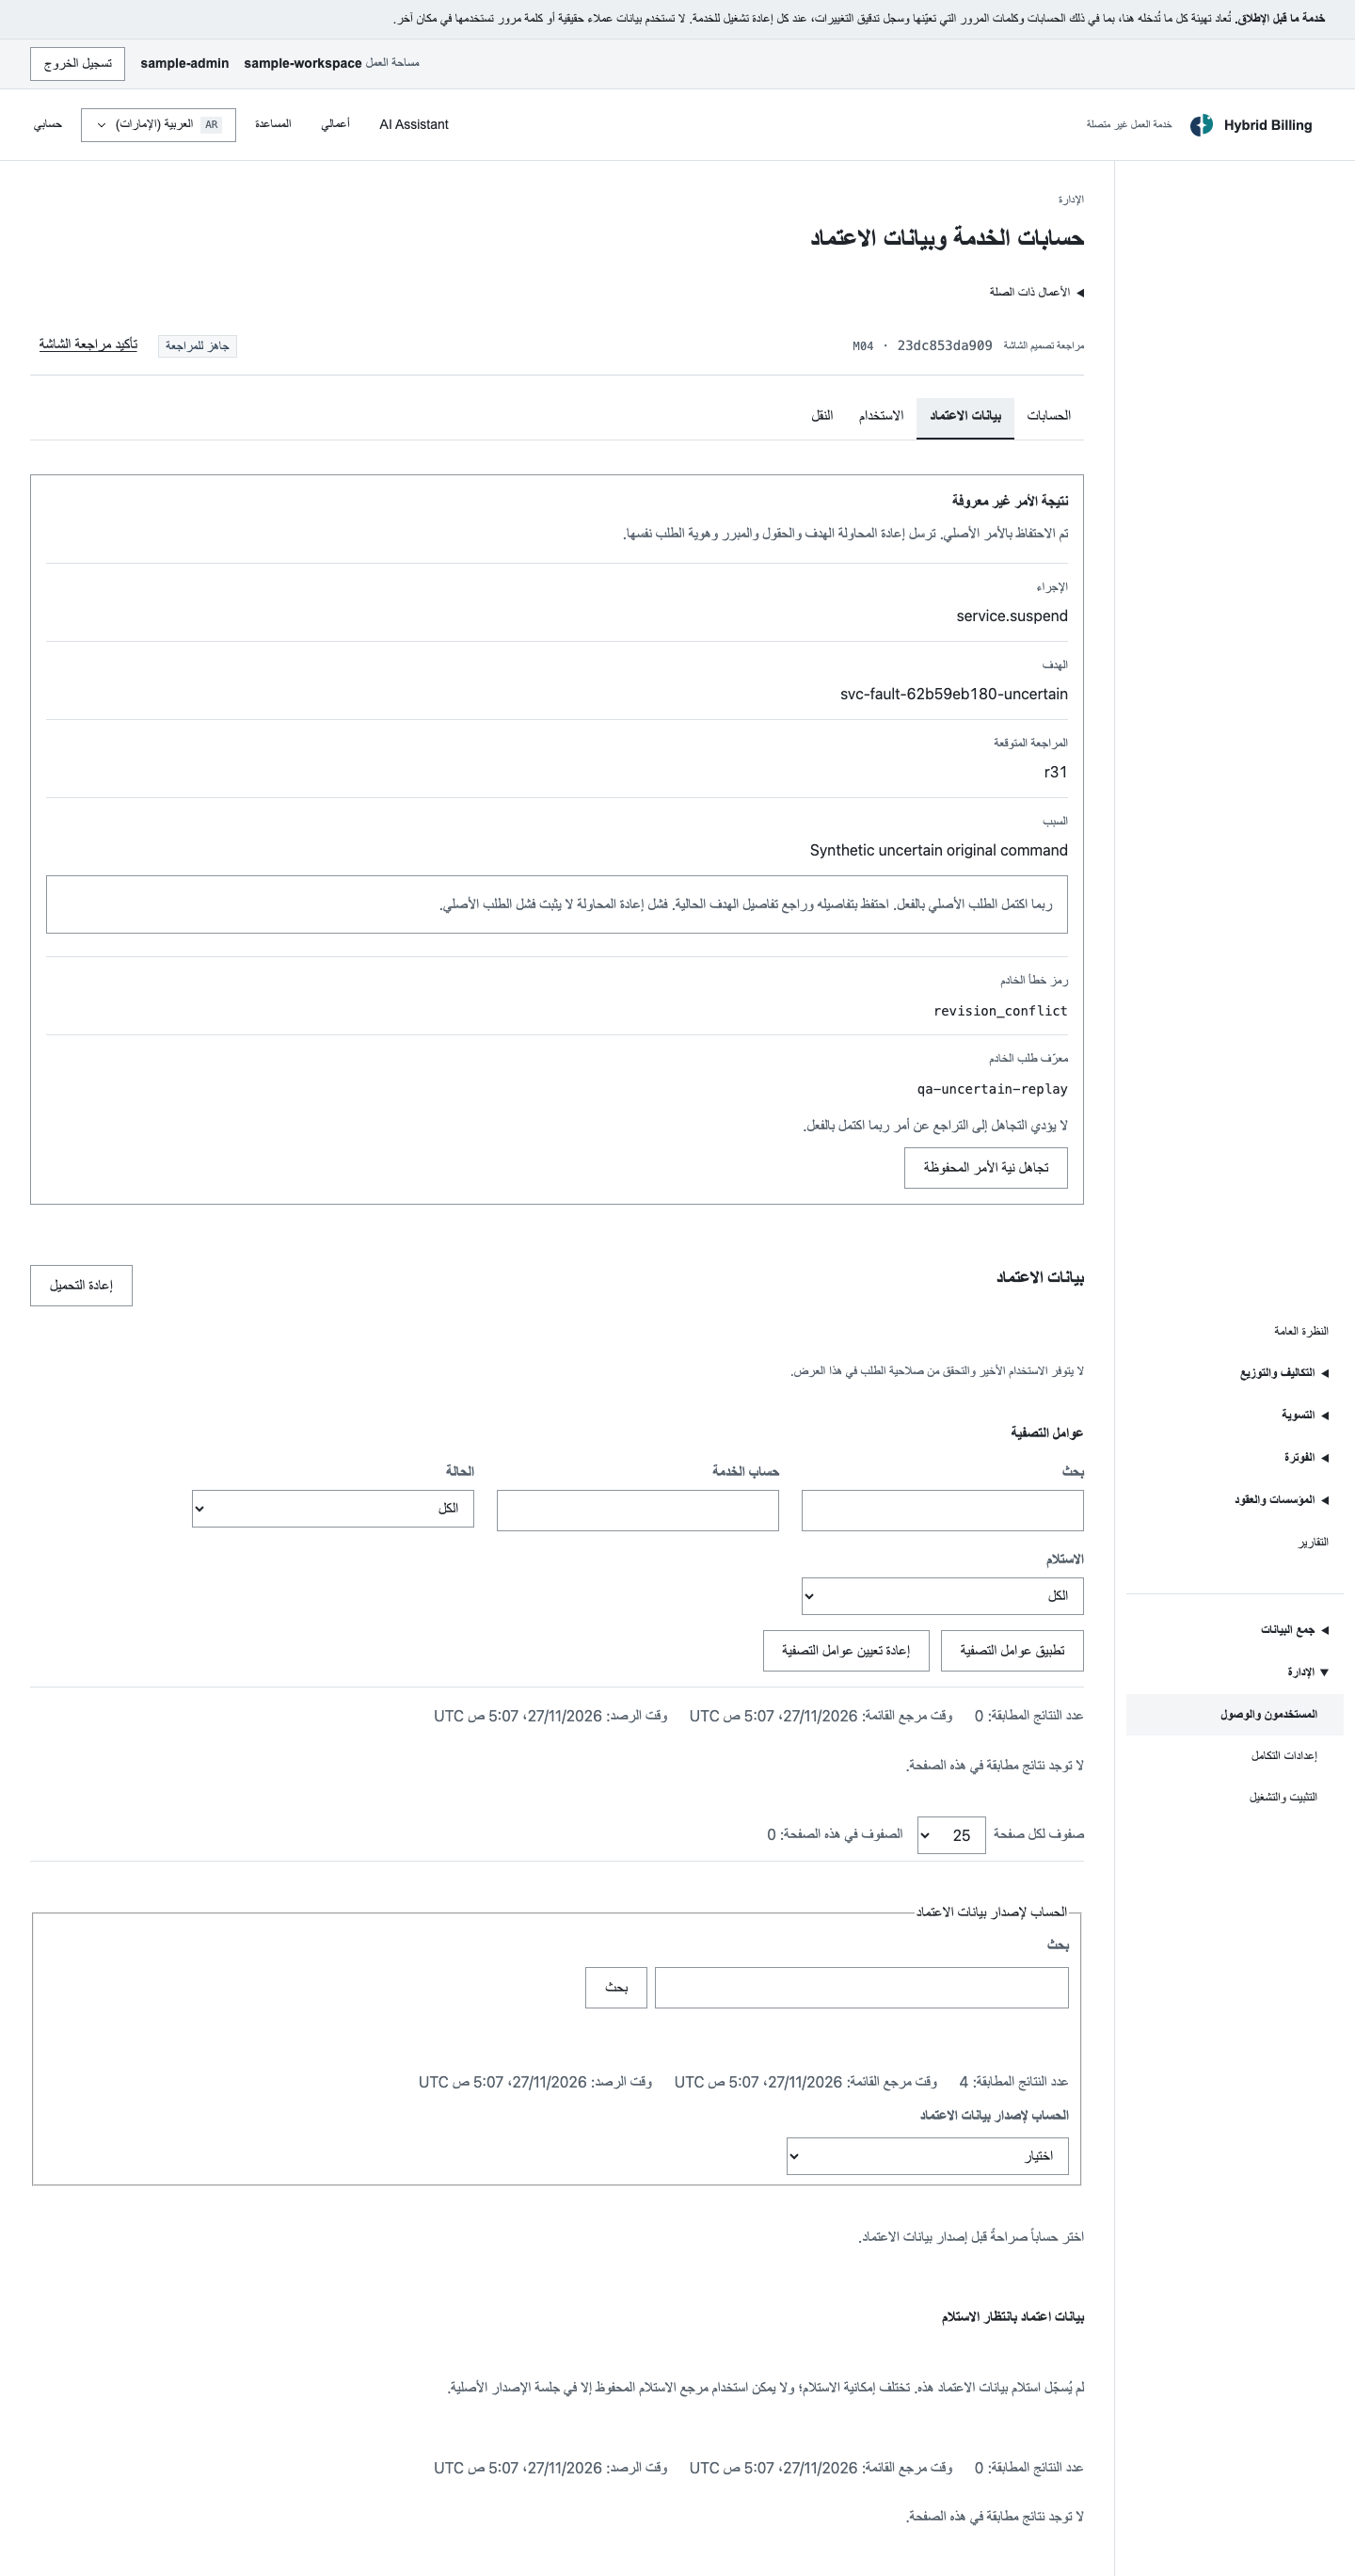 خدمة ما قبل الإطلاق. تُعاد تهيئة كل ما تُدخله هنا، بما في ذلك الحسابات وكلمات المرور التي تعيّنها وسجل تدقيق التغييرات، عند كل إعادة تشغيل للخدمة. لا تستخدم بيانات عملاء حقيقية أو كلمة مرور تستخدمها في مكان آخر.
مساحة العمل sample-workspace sample-admin تسجيل الخروج
Hybrid Billing خدمة العمل غير متصلة AI Assistant أعمالي المساعدة AR العربية (الإمارات) حسابي
الإدارة
حسابات الخدمة وبيانات الاعتماد
الأعمال ذات الصلة
مراجعة تصميم الشاشة M04 · 23dc853da909 جاهز للمراجعة تأكيد مراجعة الشاشة
الحسابات بيانات الاعتماد الاستخدام النقل
نتيجة الأمر غير معروفة
تم الاحتفاظ بالأمر الأصلي. ترسل إعادة المحاولة الهدف والحقول والمبرر وهوية الطلب نفسها.
الإجراء
service.suspend
الهدف
svc-fault-62b59eb180-uncertain
المراجعة المتوقعة
r31
السبب
Synthetic uncertain original command
ربما اكتمل الطلب الأصلي بالفعل. احتفظ بتفاصيله وراجع تفاصيل الهدف الحالية. فشل إعادة المحاولة لا يثبت فشل الطلب الأصلي.
رمز خطأ الخادم
revision_conflict
معرّف طلب الخادم
qa-uncertain-replay
لا يؤدي التجاهل إلى التراجع عن أمر ربما اكتمل بالفعل.
تجاهل نية الأمر المحفوظة
بيانات الاعتماد إعادة التحميل
لا يتوفر الاستخدام الأخير والتحقق من صلاحية الطلب في هذا العرض.
عوامل التصفية
بحث حساب الخدمة الحالة
الكل
الاستلام
الكل
تطبيق عوامل التصفية إعادة تعيين عوامل التصفية
عدد النتائج المطابقة: 0 وقت مرجع القائمة: 27/11/2026، 5:07 ص UTC وقت الرصد: 27/11/2026، 5:07 ص UTC
لا توجد نتائج مطابقة في هذه الصفحة.
صفوف لكل صفحة 25 الصفوف في هذه الصفحة: 0
الحساب لإصدار بيانات الاعتماد
بحث
بحث
عدد النتائج المطابقة: 4 وقت مرجع القائمة: 27/11/2026، 5:07 ص UTC وقت الرصد: 27/11/2026، 5:07 ص UTC
الحساب لإصدار بيانات الاعتماد
اختيار
اختر حساباً صراحةً قبل إصدار بيانات الاعتماد.
بيانات اعتماد بانتظار الاستلام
لم يُسجّل استلام بيانات الاعتماد هذه. تختلف إمكانية الاستلام؛ ولا يمكن استخدام مرجع الاستلام المحفوظ إلا في جلسة الإصدار الأصلية.
عدد النتائج المطابقة: 0 وقت مرجع القائمة: 27/11/2026، 5:07 ص UTC وقت الرصد: 27/11/2026، 5:07 ص UTC
لا توجد نتائج مطابقة في هذه الصفحة.
النظرة العامة
التكاليف والتوزيع
التسوية
الفوترة
المؤسسات والعقود
التقارير
جمع البيانات
الإدارة
المستخدمون والوصول
إعدادات التكامل
التثبيت والتشغيل